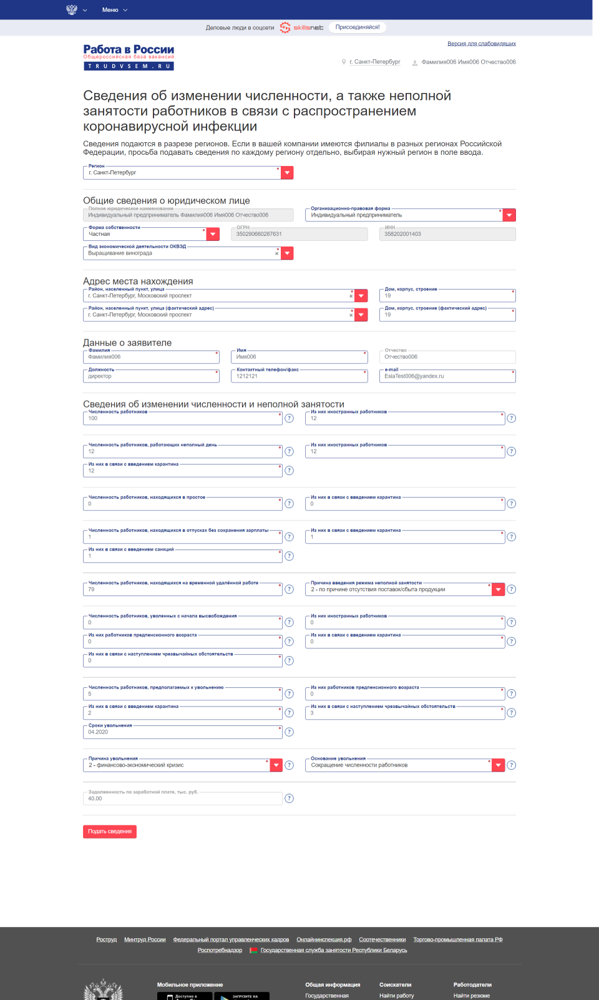 Меню
Деловые люди в соцсети skillsnet Присоединяйся!
Версия для слабовидящих
Работа в России
Общероссийская база вакансий
TRUDVSEM.RU
г. Санкт-Петербург Фамилия006 Имя006 Отчество006
Сведения об изменении численности, а также неполной
занятости работников в связи с распространением
коронавирусной инфекции
Сведения подаются в разрезе регионов. Если в вашей компании имеются филиалы в разных регионах Российской
Федерации, просьба подавать сведения по каждому региону отдельно, выбирая нужный регион в поле ввода.
Регион
г. Санкт-Петербург
Общие сведения о юридическом лице
Полное юридическое наименование Организационно-правовая форма
Индивидуальный предприниматель Фамилия006 Имя006 Отчество006 Индивидуальный предприниматель
Форма собственности ОГРН ИНН
Частная 350290660287631 358202001403
Вид экономической деятельности ОКВЭД
Выращивание винограда
Адрес места нахождения
Район, населенный пункт, улица Дом, корпус, строение
г. Санкт-Петербург, Московский проспект 19
Район, населенный пункт, улица (фактический адрес) Дом, корпус, строение (фактический адрес)
г. Санкт-Петербург, Московский проспект 19
Данные о заявителе
Фамилия Имя Отчество
Фамилия006 Имя006 Отчество006
Должность Контактный телефон/факс e-mail
директор 1212121 EsiaTest006@yandex.ru
Сведения об изменении численности и неполной занятости
Численность работников Из них иностранных работников
100 ? 12 ?
Численность работников, работающих неполный день Из них иностранных работников
12 ? 12 ?
Из них в связи с введением карантина
12 ?
Численность работников, находящихся в простое Из них в связи с введением карантина
0 ? 0 ?
Численность работников, находящихся в отпусках без сохранения зарплаты Из них в связи с введением карантина
1 ? 1 ?
Из них в связи с введением санкций
1 ?
Численность работников, находящихся на временной удалённой работе Причина введения режима неполной занятости
79 ? 2 - по причине отсутствия поставок/сбыта продукции ?
Численность работников, уволенных с начала высвобождения Из них иностранных работников
0 ? 0 ?
Из них работников предпенсионного возраста Из них в связи с введением карантина
0 ? 0 ?
Из них в связи с наступлением чрезвычайных обстоятельств
0 ?
Численность работников, предполагаемых к увольнению Из них работников предпенсионного возраста
5 ? 0 ?
Из них в связи с введением карантина Из них в связи с наступлением чрезвычайных обстоятельств
2 ? 3 ?
Сроки увольнения
04.2020 ?
Причина увольнения Основание увольнения
2 - финансово-экономический кризис ? Сокращение численности работников ?
Задолженность по заработной плате, тыс. руб.
40.00 ?
Подать сведения
Роструд Минтруд России Федеральный портал управленческих кадров Онлайнинспекция.рф Соотечественники Торгово-промышленная палата РФ
Роспотребнадзор Государственная служба занятости Республики Беларусь
Мобильное приложение Общая информация Соискатели Работодатели
Доступно в ЗАГРУЗИТЕ НА Государственная Найти работу Найти резюме